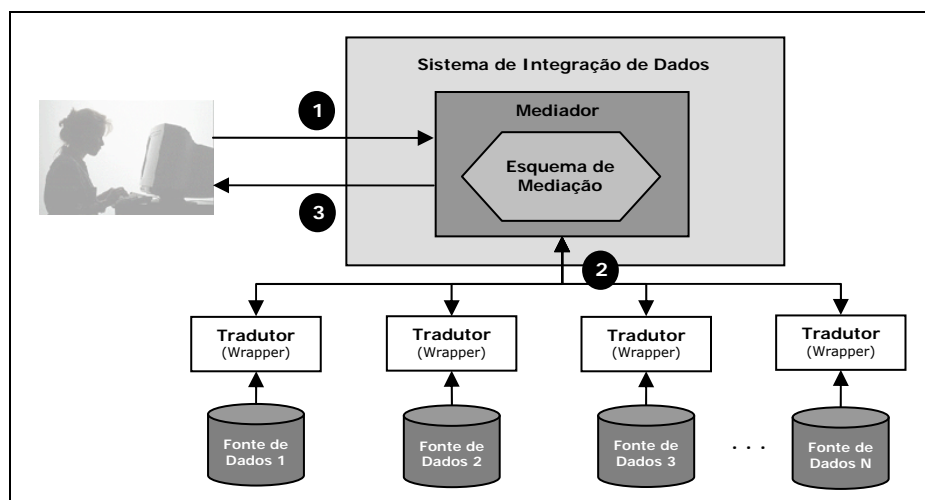 Sistema de Integração de Dados
1
Mediador
Esquema de
Mediação
3
2
Tradutor
(Wrapper)
Tradutor
(Wrapper)
Tradutor
(Wrapper)
Tradutor
(Wrapper)
Fonte de
Dados 1
Fonte de
Dados 2
Fonte de
Dados 3
. . .
Fonte de
Dados N